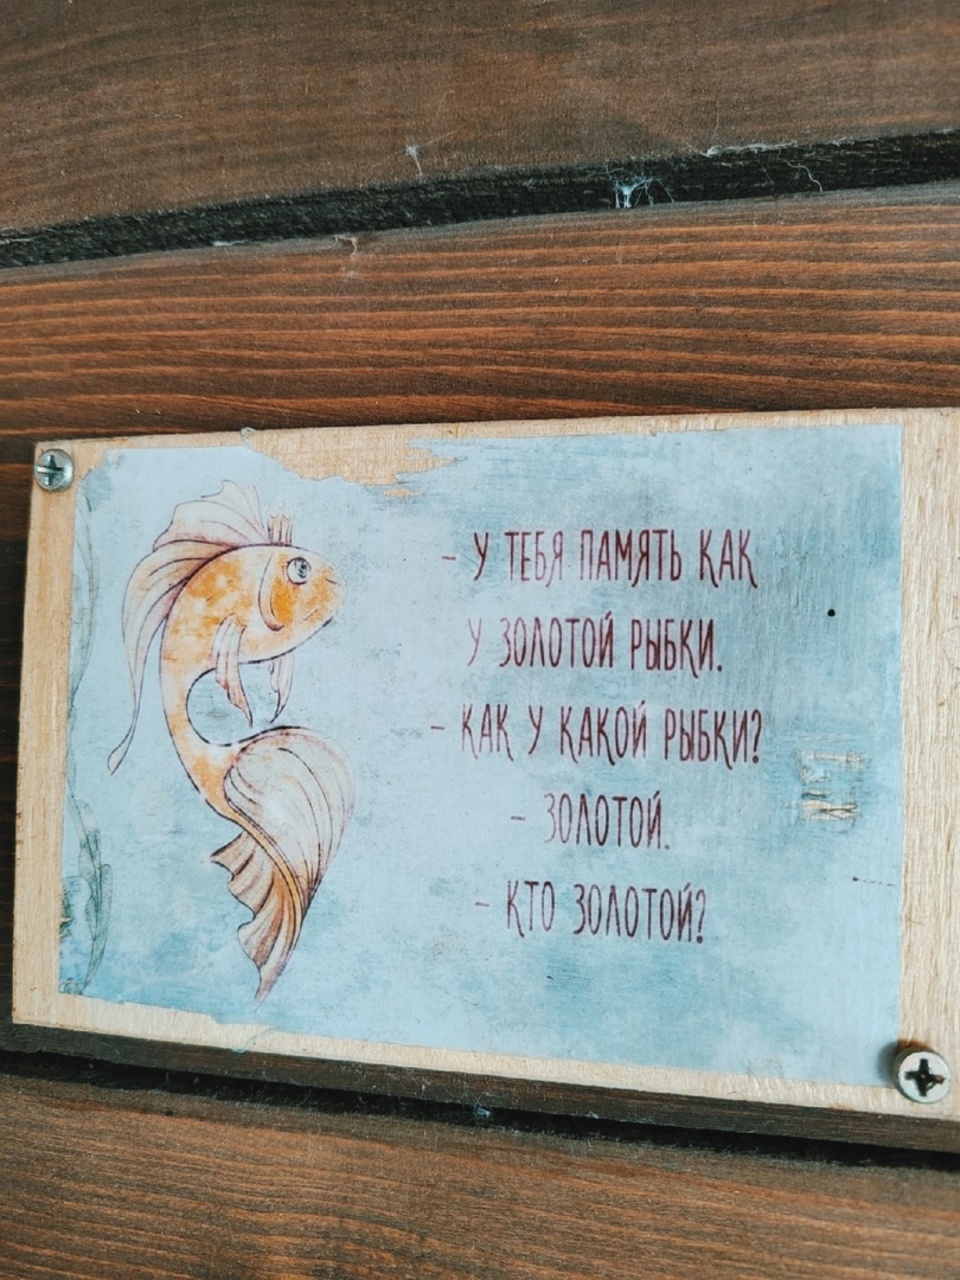 - У ТЕБЯ ПАМЯТЬ КАК
У ЗОЛОТОЙ РЫБКИ.
- КАК У КАКОЙ РЫБКИ?
- ЗОЛОТОЙ.
- КТО ЗОЛОТОЙ?